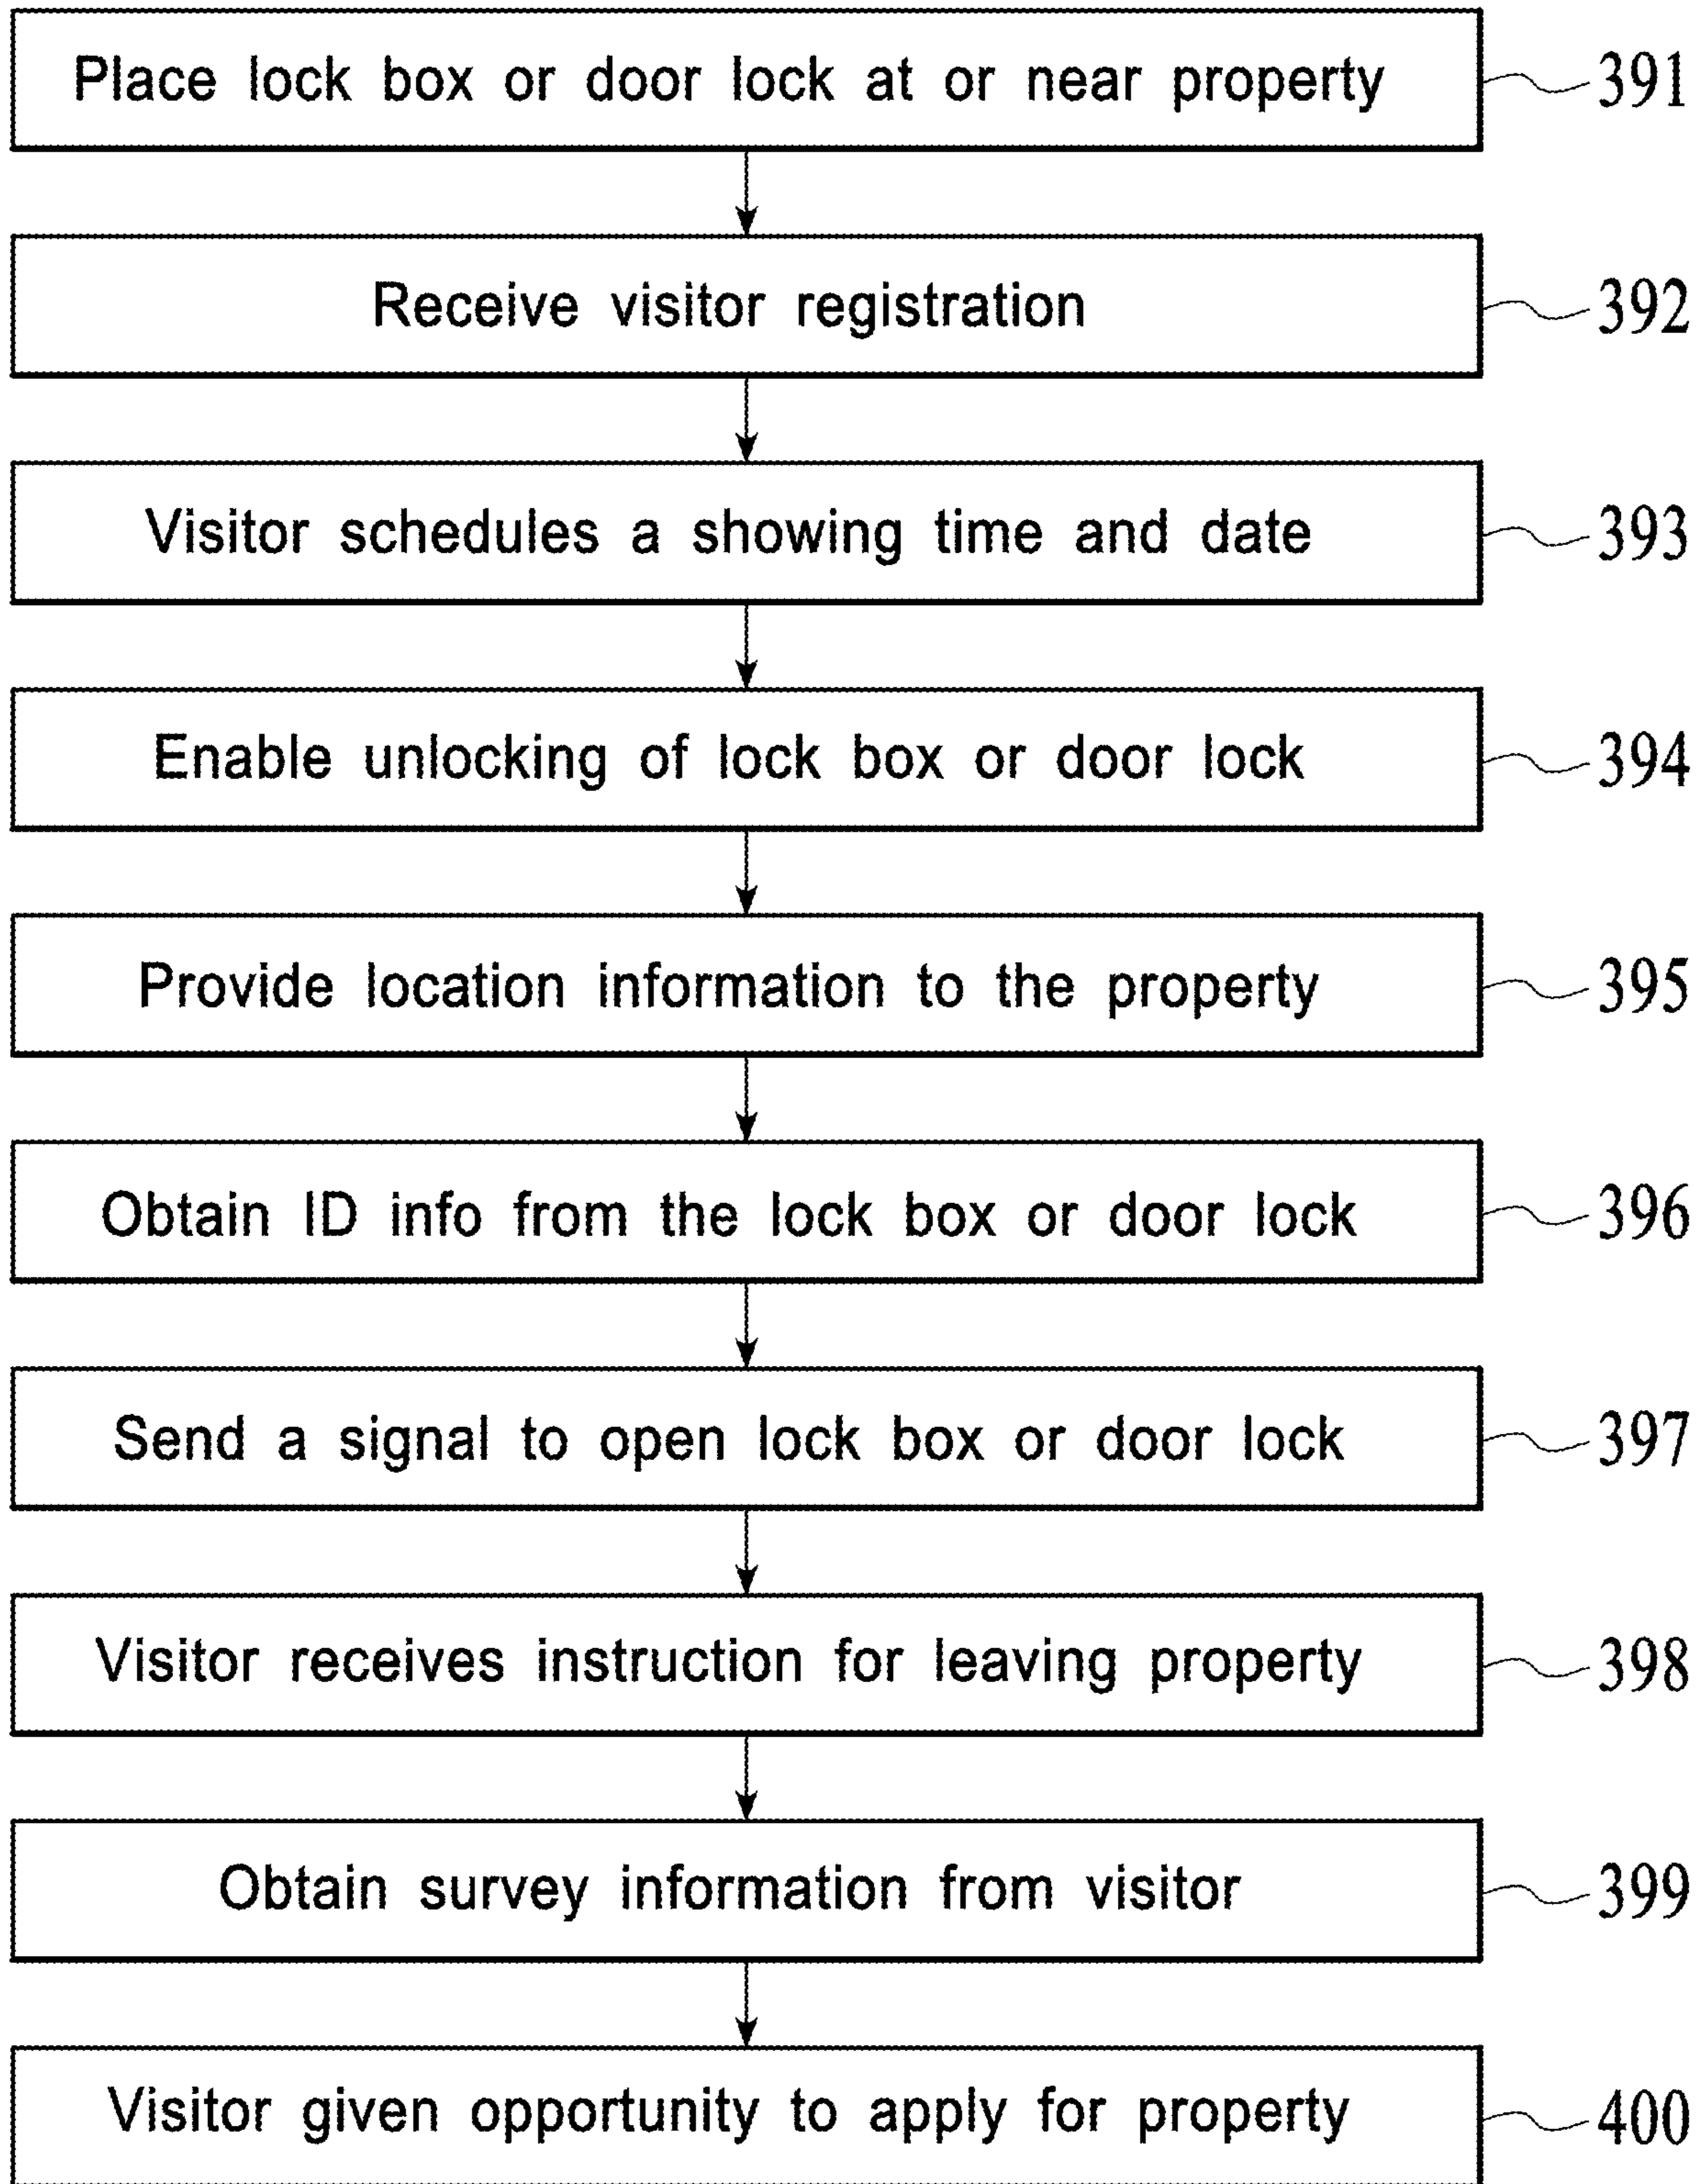 Place lock box or door lock at or near property 391
Receive visitor registration 392
Visitor schedules a showing time and date 393
Enable unlocking of lock box or door lock 394
Provide location information to the property 395
Obtain ID info from the lock box or door lock 396
Send a signal to open lock box or door lock 397
Visitor receives instruction for leaving property 398
Obtain survey information from visitor 399
Visitor given opportunity to apply for property 400